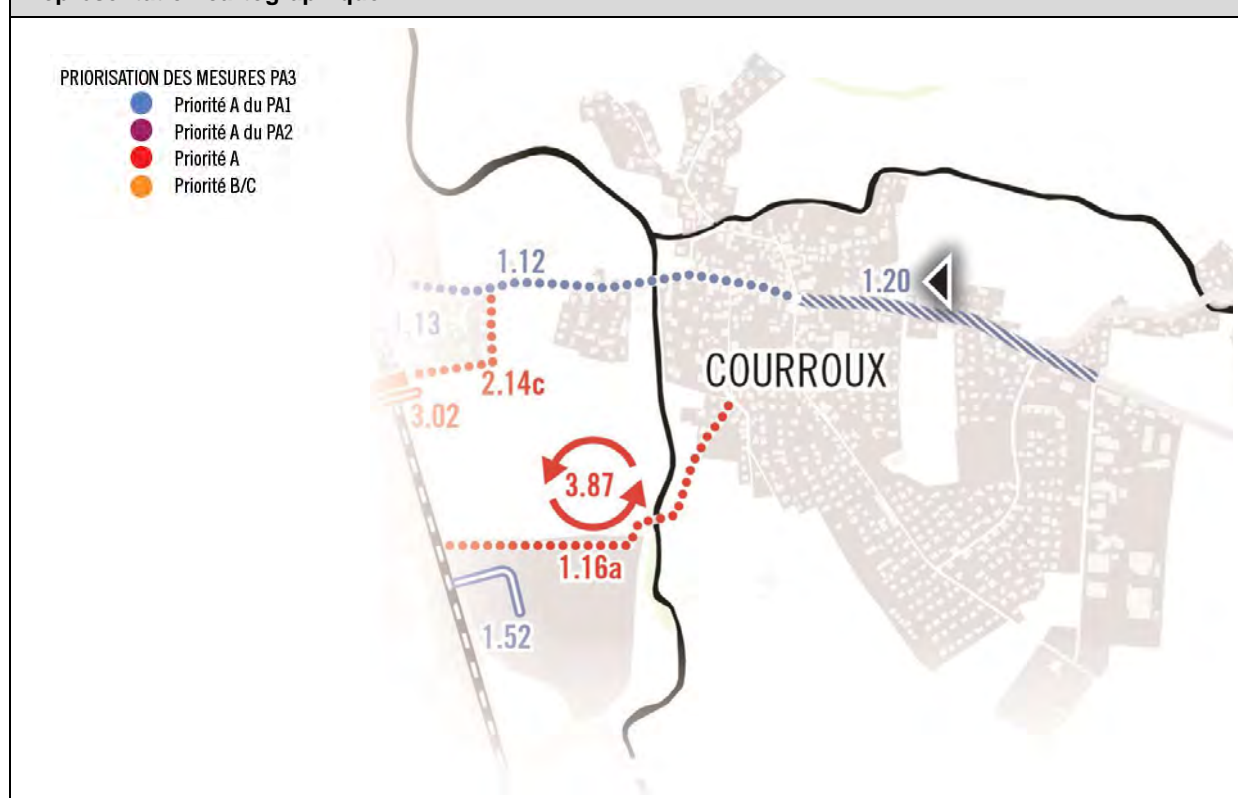 PRIORISATION DES MESURES PA3
Priorité A du PA1
Priorité A du PA2
Priorité A
Priorité B/C
1.12
1.20
1.13
COURROUX
2.14c
3.02
3.87
1.16a
1.52